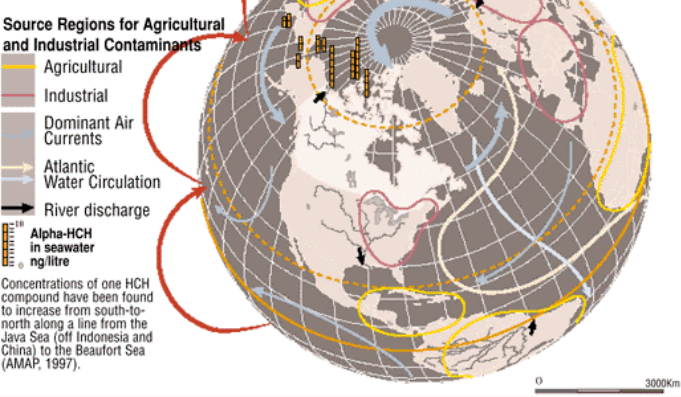 Source Regions for Agricultural
and Industrial Contaminants
Agricultural
Industrial
Dominant Air
Currents
Atlantic
Water Circulation
River discharge
10
0
Alpha-HCH
in seawater
ng/litre
Concentrations of one HCH
compound have been found
to increase from south-to-
north along a line from the
Java Sea (off Indonesia and
China) to the Beaufort Sea
(AMAP, 1997).
0 3000Km